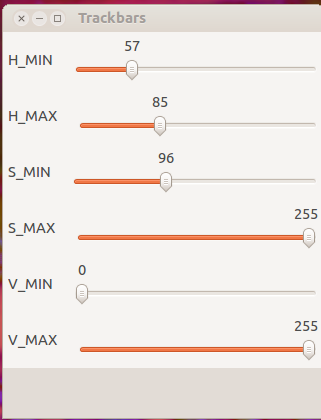 Trackbars
57
H_MIN
85
H_MAX
96
S_MIN
255
S_MAX
0
V_MIN
255
V_MAX